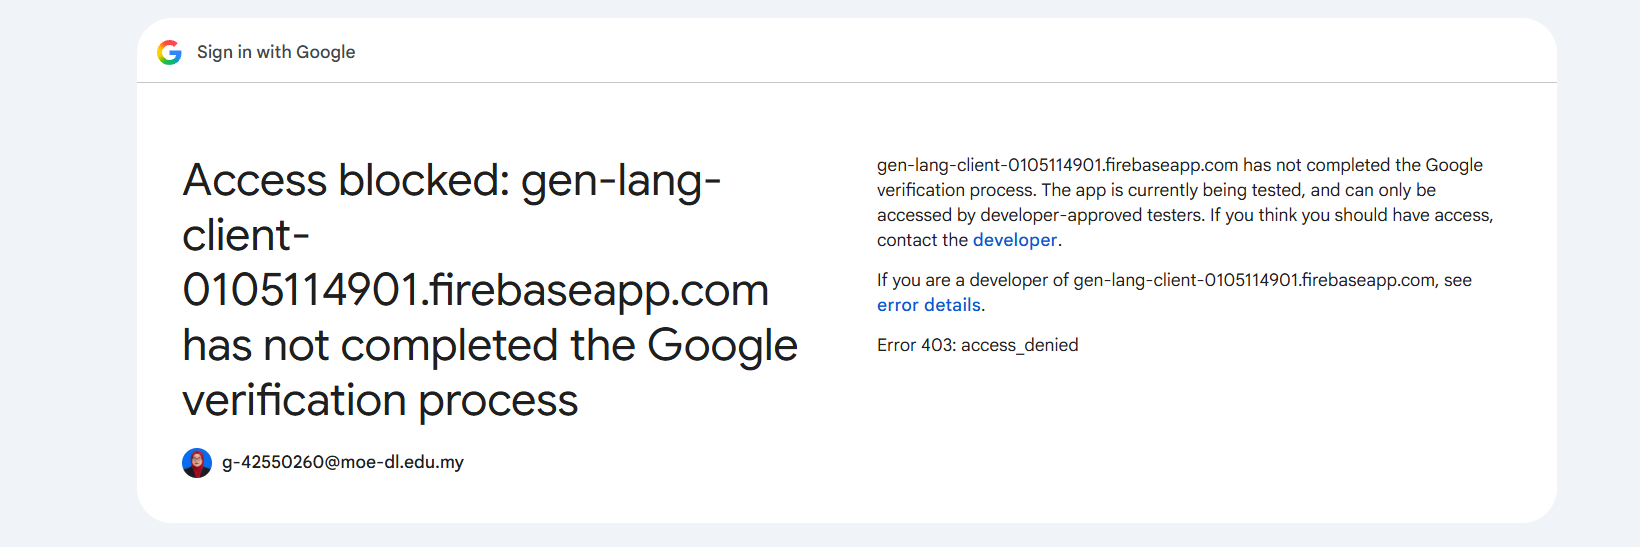 Sign in with Google
Access blocked: gen-lang-
client-
0105114901.firebaseapp.com
has not completed the Google
verification process
g-42550260@moe-dl.edu.my
gen-lang-client-0105114901.firebaseapp.com has not completed the Google
verification process. The app is currently being tested, and can only be
accessed by developer-approved testers. If you think you should have access,
contact the developer.
If you are a developer of gen-lang-client-0105114901.firebaseapp.com, see
error details.
Error 403: access_denied